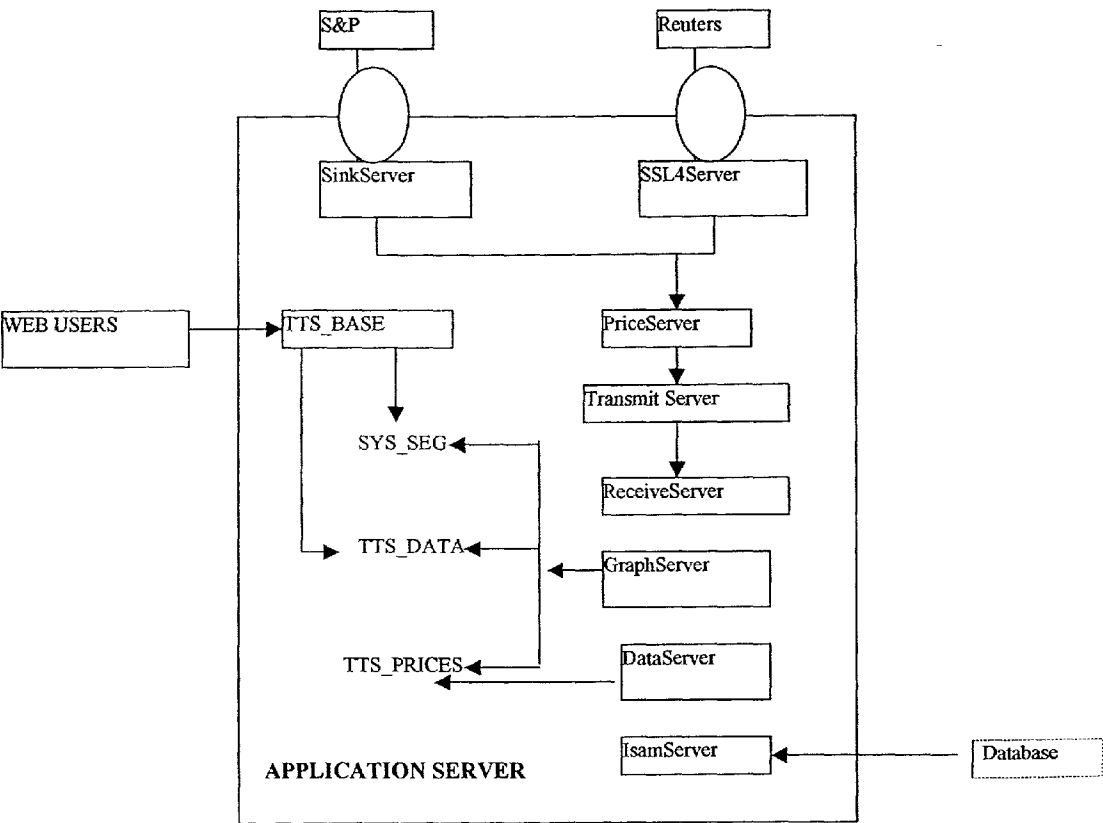 S&P
Reuters
SinkServer
SSL4Server
WEB USERS
TTS_BASE
PriceServer
Transmit Server
SYS_SEG
ReceiveServer
TTS_DATA
GraphServer
TTS_PRICES
DataServer
IsamServer
Database
APPLICATION SERVER